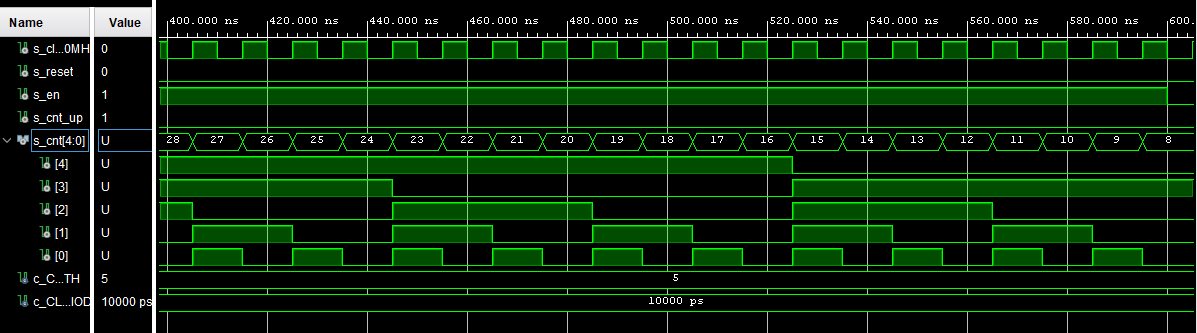 Name Value 400.000 ns 420.000 ns 440.000 ns 460.000 ns 480.000 ns 500.000 ns 520.000 ns 540.000 ns 560.000 ns 580.000 ns 600.
s_cl...0MH 0
s_reset 0
s_en 1
s_cnt_up 1
s_cnt[4:0] U 28 27 26 25 24 23 22 21 20 19 18 17 16 15 14 13 12 11 10 9 8
[4] U
[3] U
[2] U
[1] U
[0] U
c_C...TH 5 5
c_CL...IOD 10000 ps 10000 ps